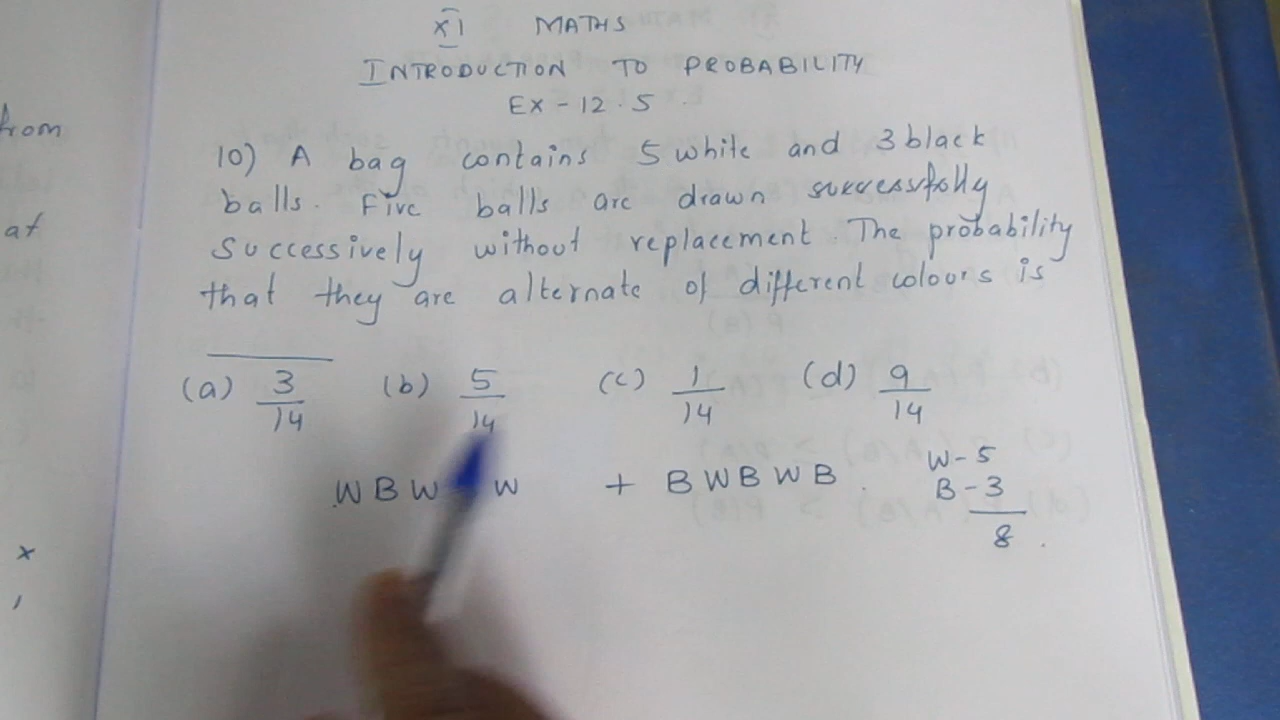 XI MATHS
INTRODUCTION TO PROBABILITY
EX - 12.5
from
10) A bag contains 5 white and 3 black
balls. Five balls are drawn successfully
at
successively without replacement. The probability
that they are alternate of different colours is
(a) 3/14 (b) 5/14 (c) 1/14 (d) 9/14
W B W W + B W B W B .
W - 5
B - 3
8 .
x